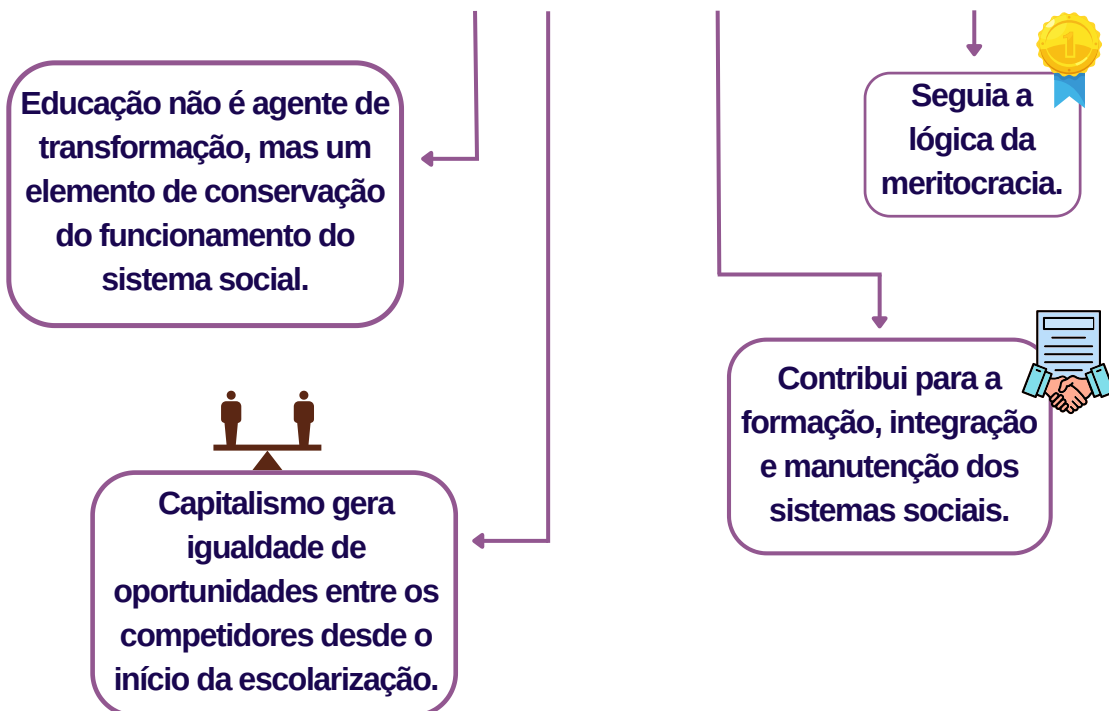 Educação não é agente de
transformação, mas um
elemento de conservação
do funcionamento do
sistema social.
1
Seguia a
lógica da
meritocracia.
Contribui para a
formação, integração
e manutenção dos
sistemas sociais.
Capitalismo gera
igualdade de
oportunidades entre os
competidores desde o
início da escolarização.